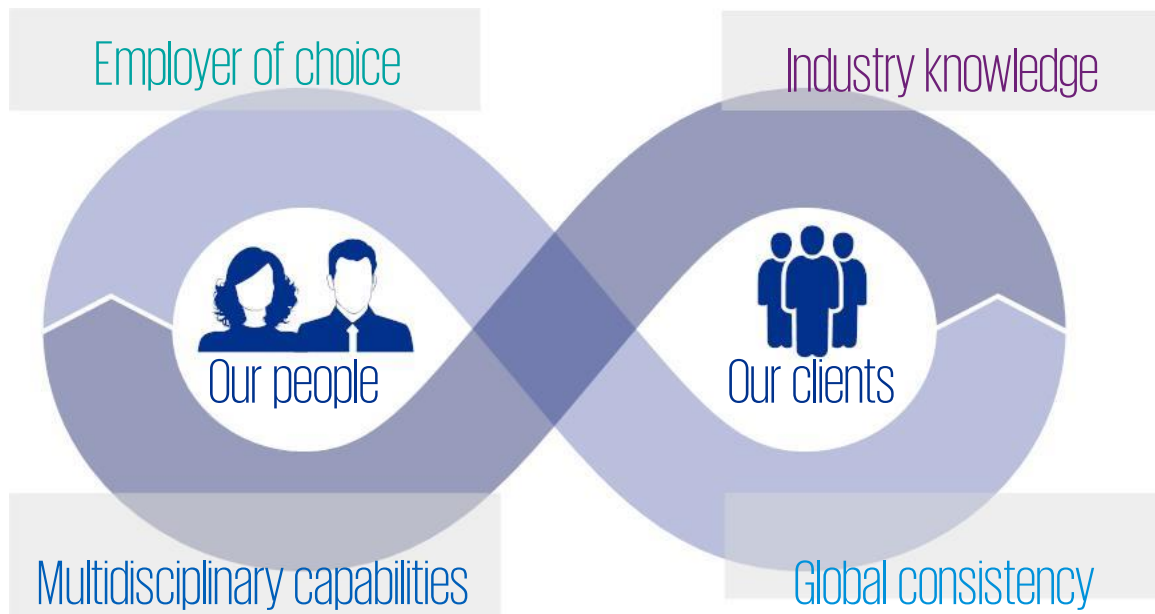 Employer of choice
Industry knowledge
Our people
Our clients
Multidisciplinary capabilities
Global consistency